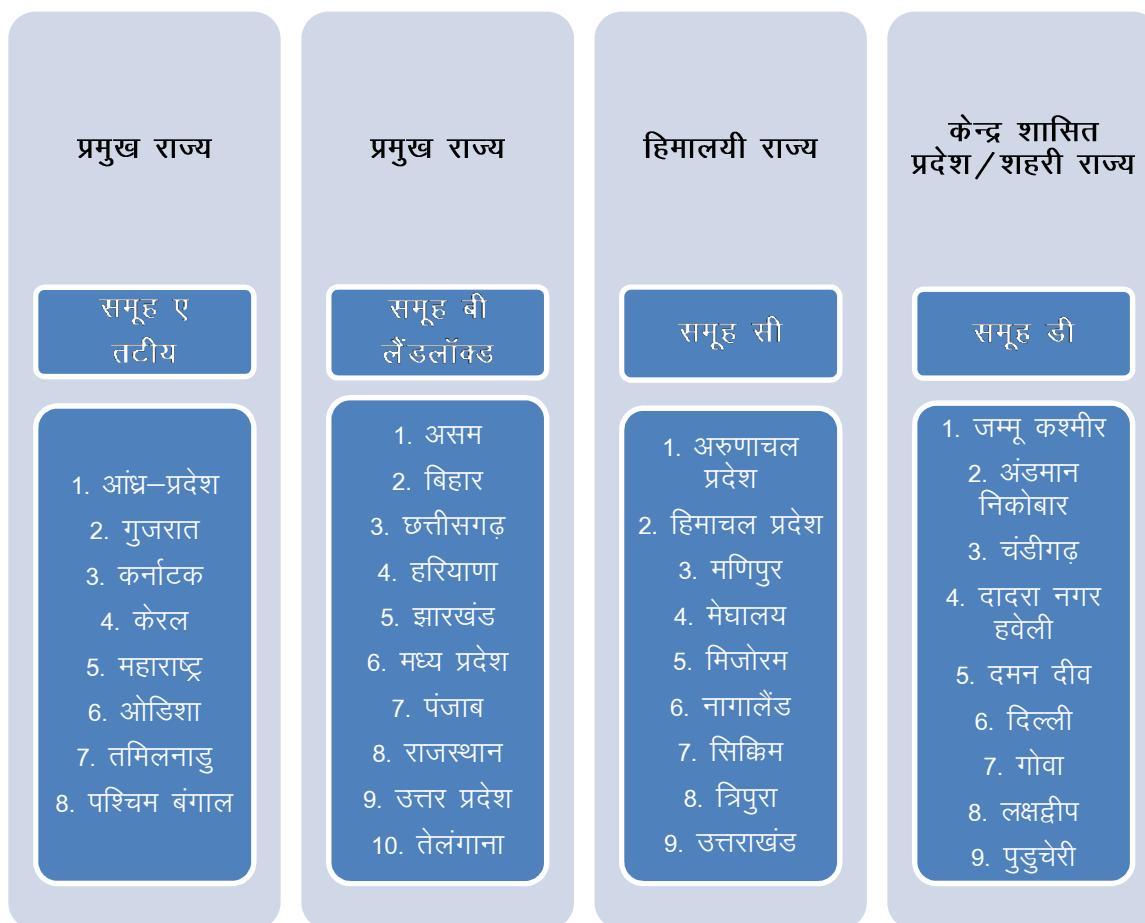 प्रमुख राज्य
समूह ए
तटीय
1. आंध्र–प्रदेश
2. गुजरात
3. कर्नाटक
4. केरल
5. महाराष्ट्र
6. ओडिशा
7. तमिलनाडु
8. पश्चिम बंगाल
प्रमुख राज्य
समूह बी
लैंडलॉक्ड
1. असम
2. बिहार
3. छत्तीसगढ़
4. हरियाणा
5. झारखंड
6. मध्य प्रदेश
7. पंजाब
8. राजस्थान
9. उत्तर प्रदेश
10. तेलंगाना
हिमालयी राज्य
समूह सी
1. अरुणाचल
प्रदेश
2. हिमाचल प्रदेश
3. मणिपुर
4. मेघालय
5. मिजोरम
6. नागालैंड
7. सिक्किम
8. त्रिपुरा
9. उत्तराखंड
केन्द्र शासित
प्रदेश/शहरी राज्य
समूह डी
1. जम्मू कश्मीर
2. अंडमान
निकोबार
3. चंडीगढ़
4. दादरा नगर
हवेली
5. दमन दीव
6. दिल्ली
7. गोवा
8. लक्षद्वीप
9. पुडुचेरी